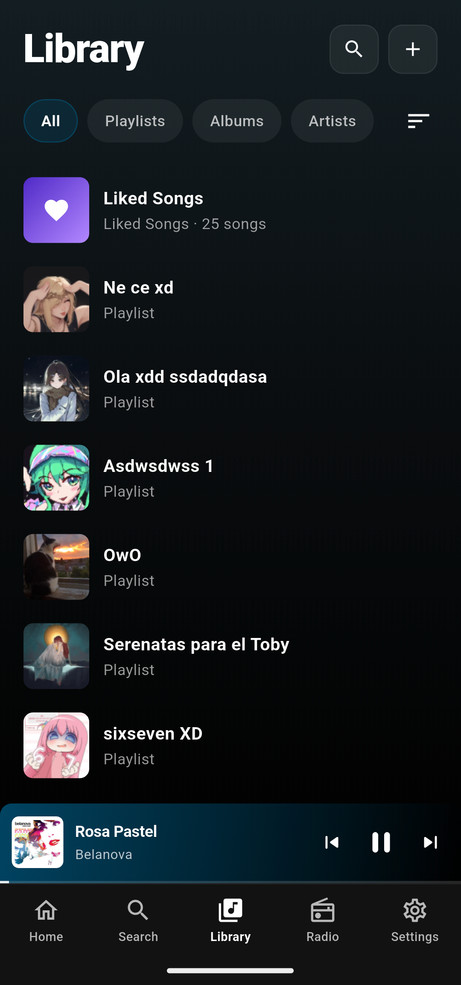 Library
All
Playlists
Albums
Artists
Liked Songs
Liked Songs · 25 songs
Ne ce xd
Playlist
Ola xdd ssdadqdasa
Playlist
Asdwsdwss 1
Playlist
OwO
Playlist
Serenatas para el Toby
Playlist
sixseven XD
Playlist
Rosa Pastel
Belanova
Home
Search
Library
Radio
Settings